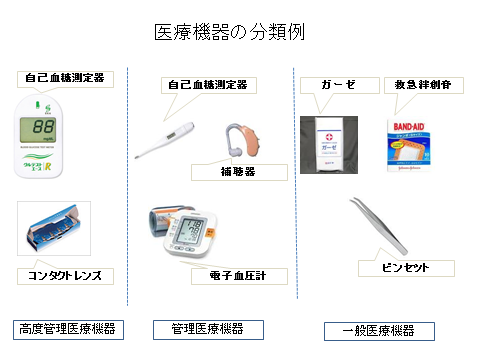 医療機器の分類例
自己血糖測定器
自己血糖測定器
ガーゼ
救急絆創膏
88
ガーゼ
BAND-AID
補聴器
コンタクトレンズ
電子血圧計
ピンセット
高度管理医療機器
管理医療機器
一般医療機器